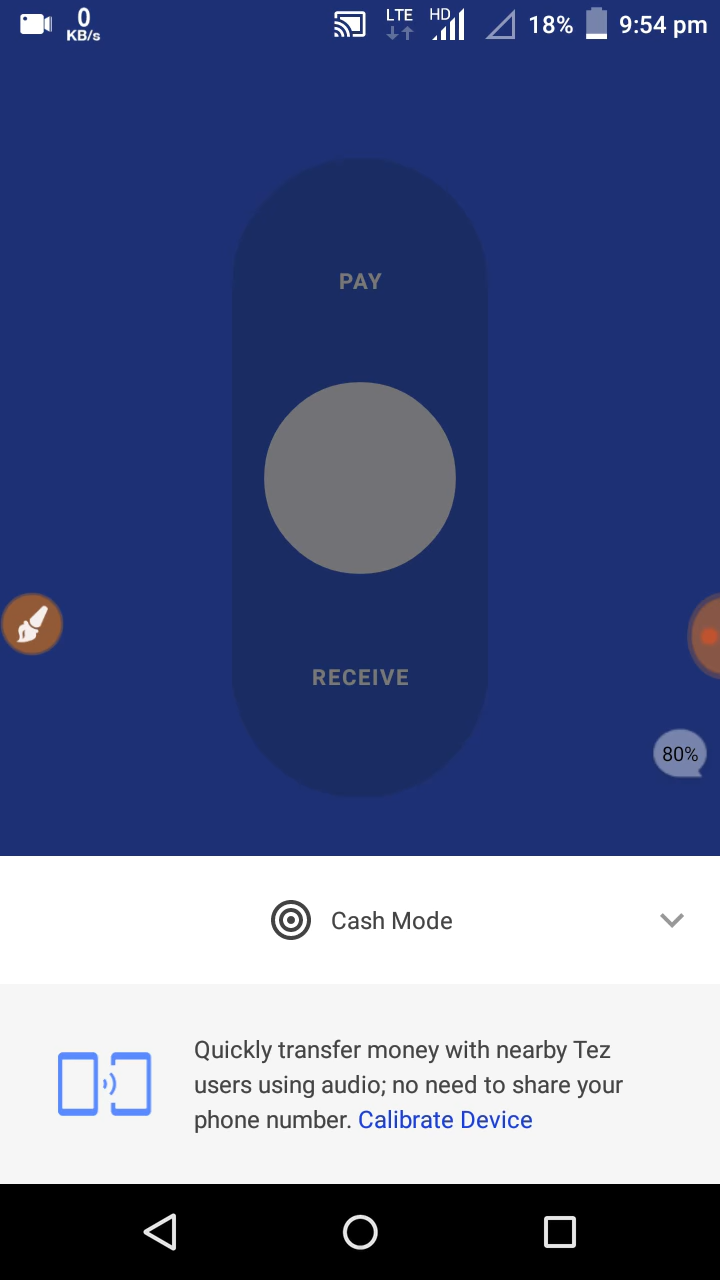 0
KB/s
LTE
HD
18%
9:54 pm
PAY
RECEIVE
80%
Cash Mode
Quickly transfer money with nearby Tez
users using audio; no need to share your
phone number. Calibrate Device